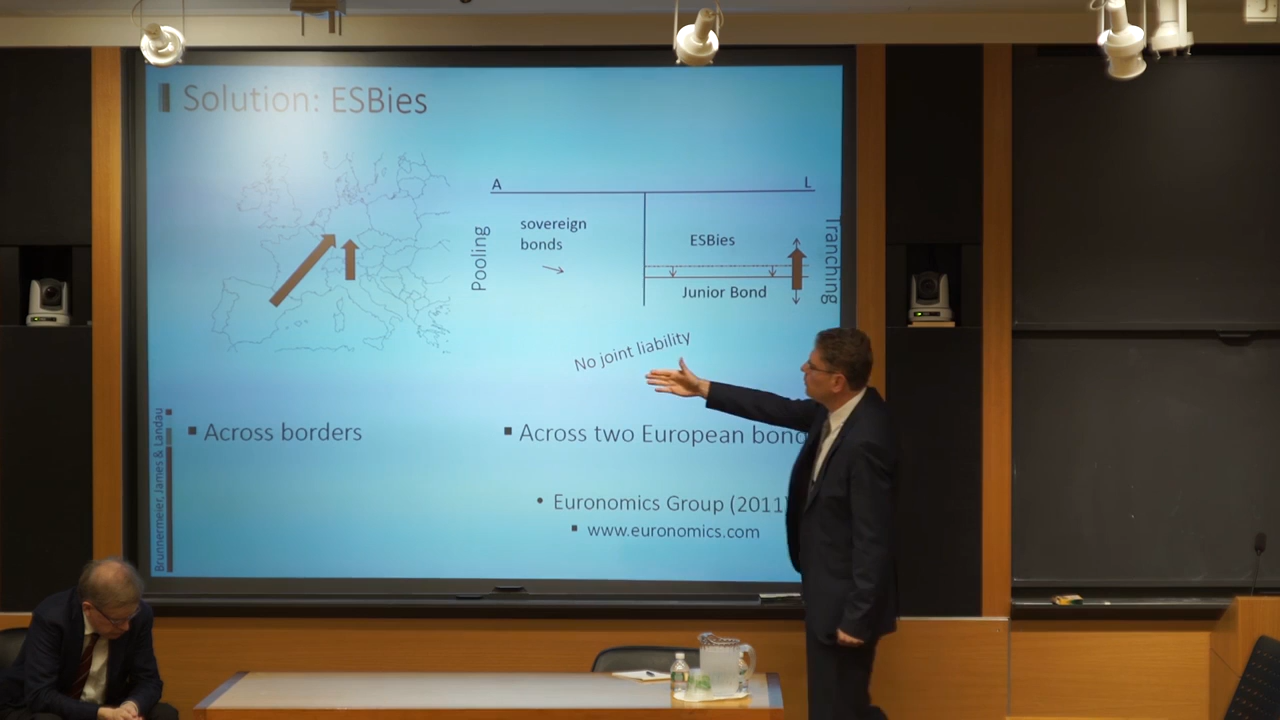 Solution: ESBies
A
L
Pooling
sovereign
bonds
ESBies
Junior Bond
Tranching
No joint liability
Across borders
Across two European bond
Euronomics Group (2011)
www.euronomics.com
Brunnermeier, James & Landau